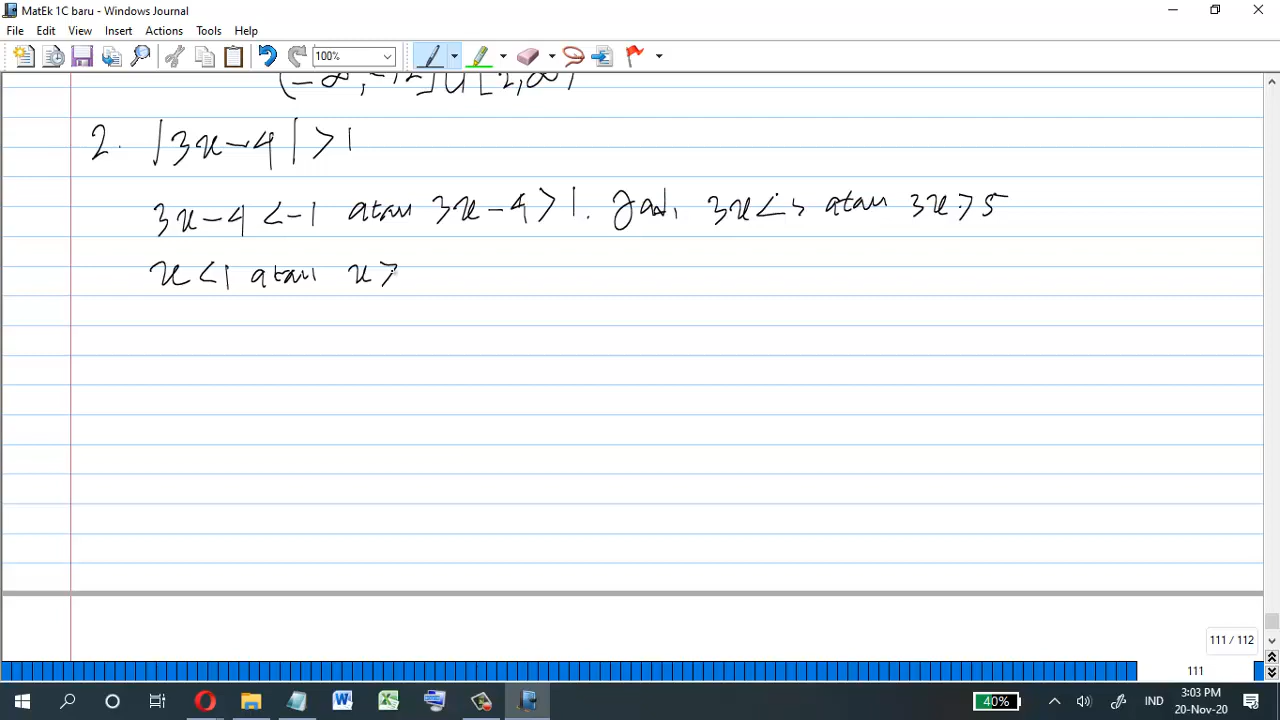 MatEk 1C baru - Windows Journal
File Edit View Insert Actions Tools Help
100%
2. |3x-4| > 1
3x-4 < -1 atau 3x-4 > 1. Jadi 3x < 3 atau 3x > 5
x < 1 atau x >
111 / 112
111
40% IND 3:03 PM
20-Nov-20